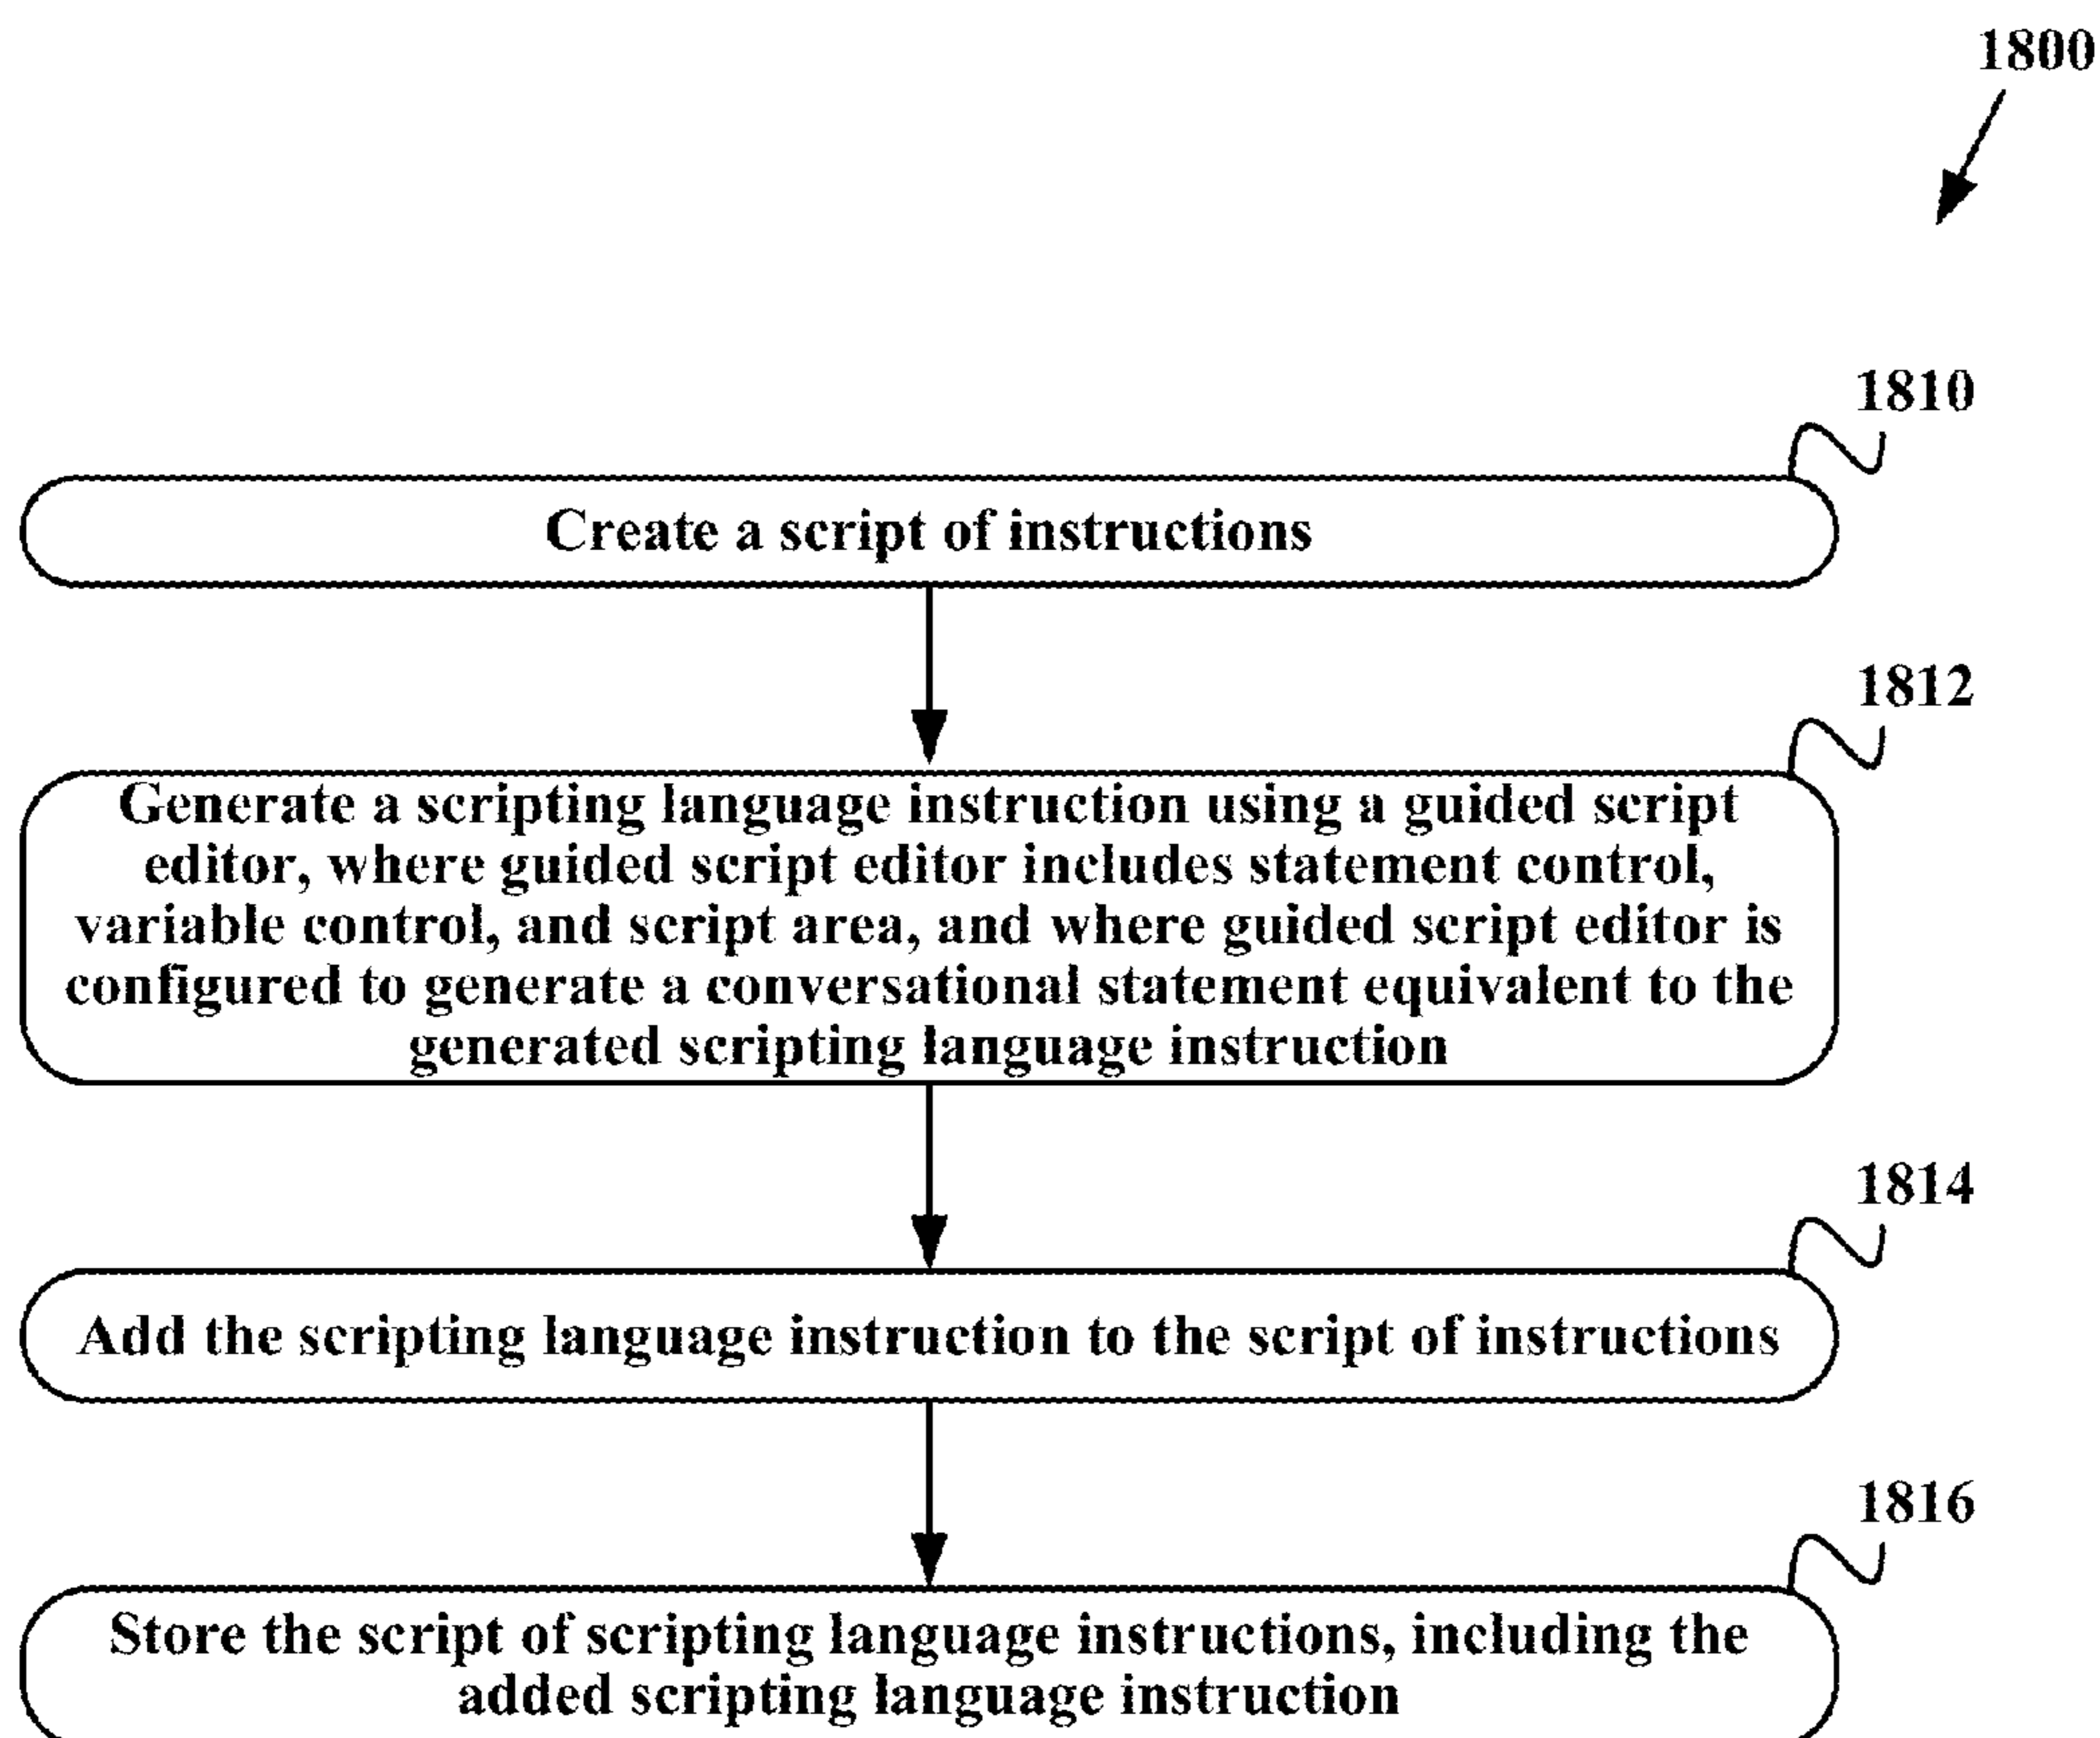 1800
1810
Create a script of instructions
1812
Generate a scripting language instruction using a guided script
editor, where guided script editor includes statement control,
variable control, and script area, and where guided script editor is
configured to generate a conversational statement equivalent to the
generated scripting language instruction
1814
Add the scripting language instruction to the script of instructions
1816
Store the script of scripting language instructions, including the
added scripting language instruction